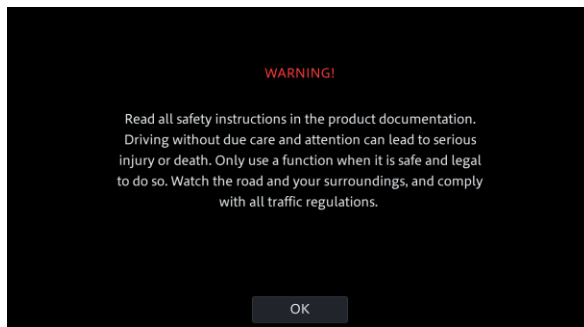 WARNING!
Read all safety instructions in the product documentation.
Driving without due care and attention can lead to serious
injury or death. Only use a function when it is safe and legal
to do so. Watch the road and your surroundings, and comply
with all traffic regulations.
OK